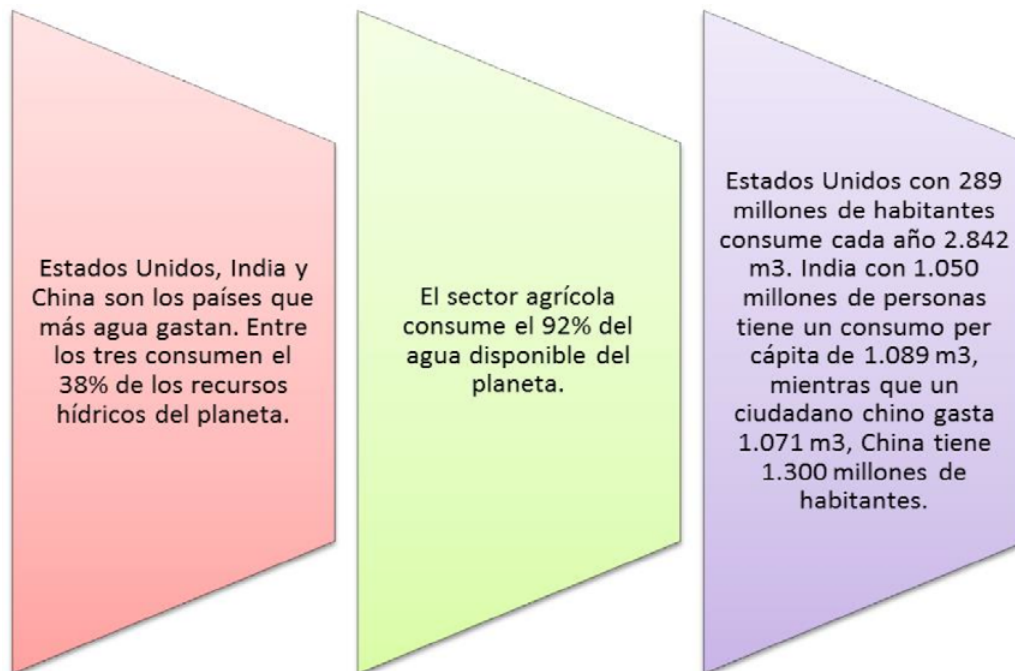 Estados Unidos, India y
China son los países que
más agua gastan. Entre
los tres consumen el
38% de los recursos
hídricos del planeta.
El sector agrícola
consume el 92% del
agua disponible del
planeta.
Estados Unidos con 289
millones de habitantes
consume cada año 2.842
m3. India con 1.050
millones de personas
tiene un consumo per
cápita de 1.089 m3,
mientras que un
ciudadano chino gasta
1.071 m3, China tiene
1.300 millones de
habitantes.